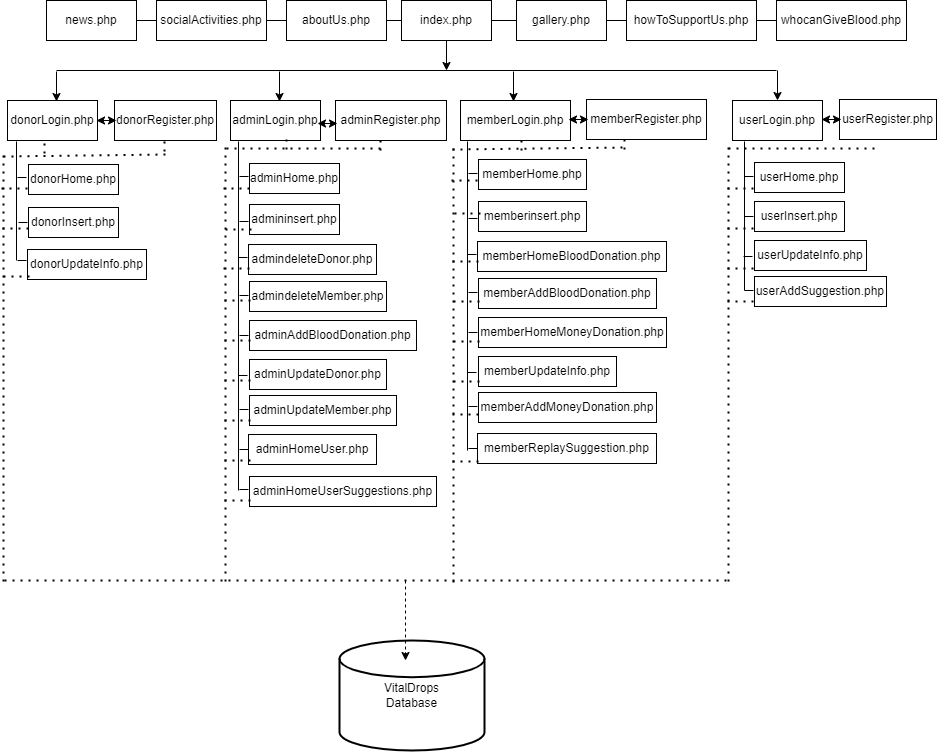 news.php
socialActivities.php
aboutUs.php
index.php
gallery.php
howToSupportUs.php
whocanGiveBlood.php
donorLogin.php
donorRegister.php
adminLogin.php
adminRegister.php
memberLogin.php
memberRegister.php
userLogin.php
userRegister.php
donorHome.php
donorInsert.php
donorUpdateInfo.php
adminHome.php
admininsert.php
admindeleteDonor.php
admindeleteMember.php
adminAddBloodDonation.php
adminUpdateDonor.php
adminUpdateMember.php
adminHomeUser.php
adminHomeUserSuggestions.php
memberHome.php
memberinsert.php
memberHomeBloodDonation.php
memberAddBloodDonation.php
memberHomeMoneyDonation.php
memberUpdateInfo.php
memberAddMoneyDonation.php
memberReplaySuggestion.php
userHome.php
userInsert.php
userUpdateInfo.php
userAddSuggestion.php
VitalDrops
Database